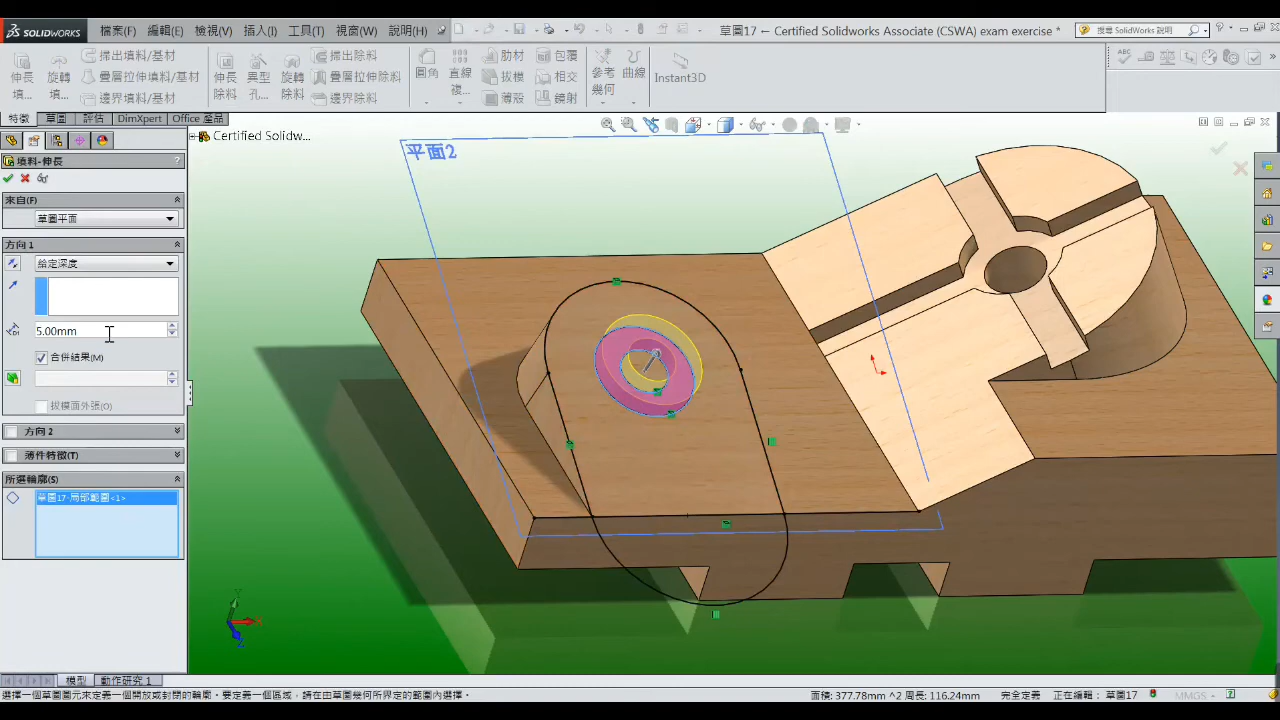 SOLIDWORKS 檔案(F) 編輯(E) 檢視(V) 插入(I) 工具(T) 視窗(W) 說明(H) 草圖17 ← Certified Solidworks Associate (CSWA) exam exercise * 搜尋 SolidWorks 說明
掃出填料/基材 掃出除料 肋材 包覆
伸長填... 旋轉填... 疊層拉伸填料/基材 伸長除料 異型孔... 旋轉除料 疊層拉伸除料 圓角 直線複... 拔模 相交 參考幾何 曲線 Instant3D
邊界填料/基材 邊界除料 薄殼 鏡射
特徵 草圖 評估 DimXpert Office 產品
Certified Solidw...
平面2
填料-伸長 ?
來自(F)
草圖平面
方向1
給定深度
5.00mm
合併結果(M)
拔模面外張(O)
方向 2
薄件特徵(T)
所選輪廓(S)
草圖17-局部範圍<1>
Y
X
Z
模型 動作研究 1
選擇一個草圖圖元來定義一個開放或封閉的輪廓。要定義一個區域，請在由草圖幾何所界定的範圍內選擇。 面積: 377.78mm ^2 周長: 116.24mm 完全定義 正在編輯： 草圖17 MMGS